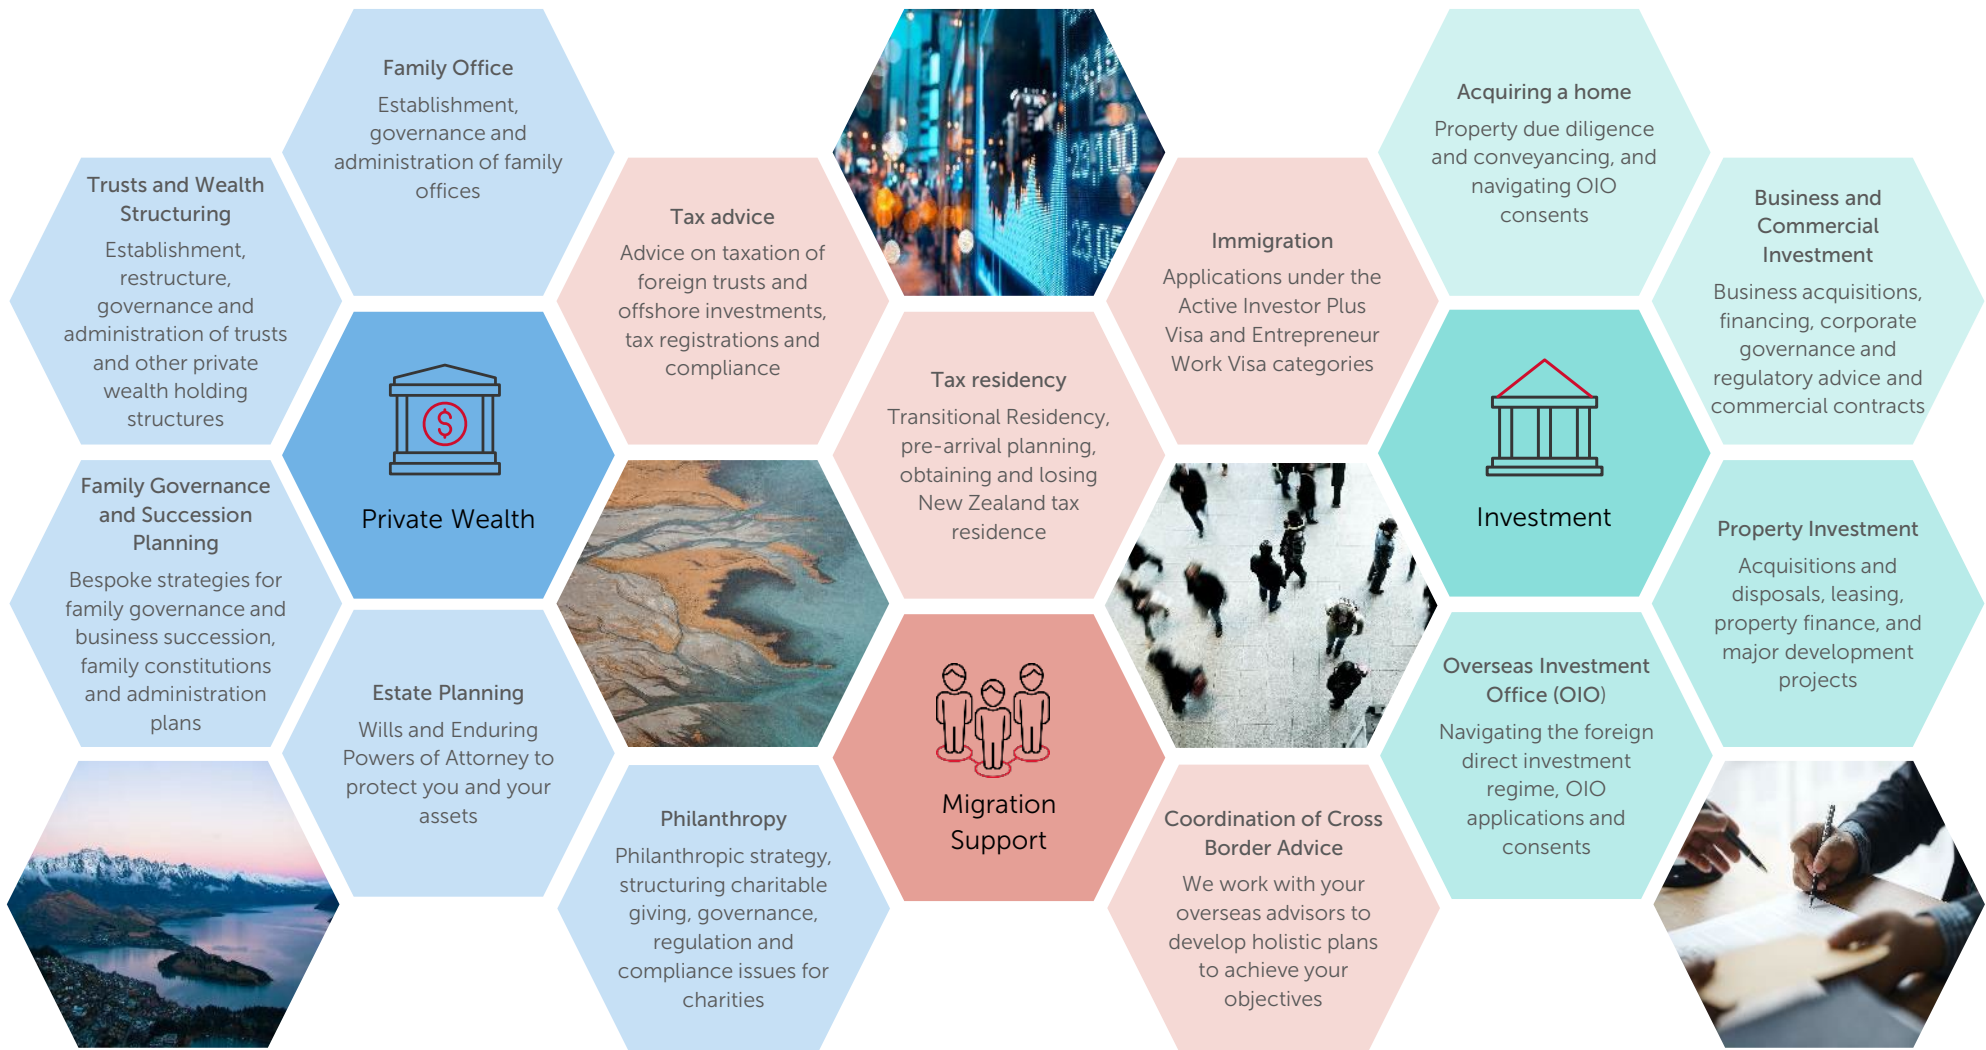 Family Office
Establishment,
governance and
administration of family
offices
Trusts and Wealth
Structuring
Establishment,
restructure,
governance and
administration of trusts
and other private
wealth holding
structures
Private Wealth
Family Governance
and Succession
Planning
Bespoke strategies for
family governance and
business succession,
family constitutions
and administration
plans
Estate Planning
Wills and Enduring
Powers of Attorney to
protect you and your
assets
Philanthropy
Philanthropic strategy,
structuring charitable
giving, governance,
regulation and
compliance issues for
charities
Tax advice
Advice on taxation of
foreign trusts and
offshore investments,
tax registrations and
compliance
23,100
Tax residency
Transitional Residency,
pre-arrival planning,
obtaining and losing
New Zealand tax
residence
Immigration
Applications under the
Active Investor Plus
Visa and Entrepreneur
Work Visa categories
Migration
Support
Coordination of Cross
Border Advice
We work with your
overseas advisors to
develop holistic plans
to achieve your
objectives
Acquiring a home
Property due diligence
and conveyancing, and
navigating OIO
consents
Business and
Commercial
Investment
Business acquisitions,
financing, corporate
governance and
regulatory advice and
commercial contracts
Investment
Property Investment
Acquisitions and
disposals, leasing,
property finance, and
major development
projects
Overseas Investment
Office (OIO)
Navigating the foreign
direct investment
regime, OIO
applications and
consents